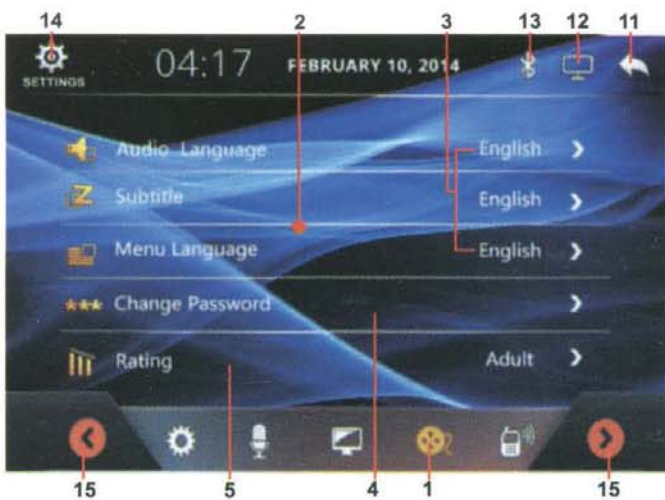 14 2 3 13 12 11
SETTINGS 04:17 FEBRUARY 10, 2014
Audio Language English
Subtitle English
Menu Language English
*** Change Password
Rating Adult
15 5 4 1 15